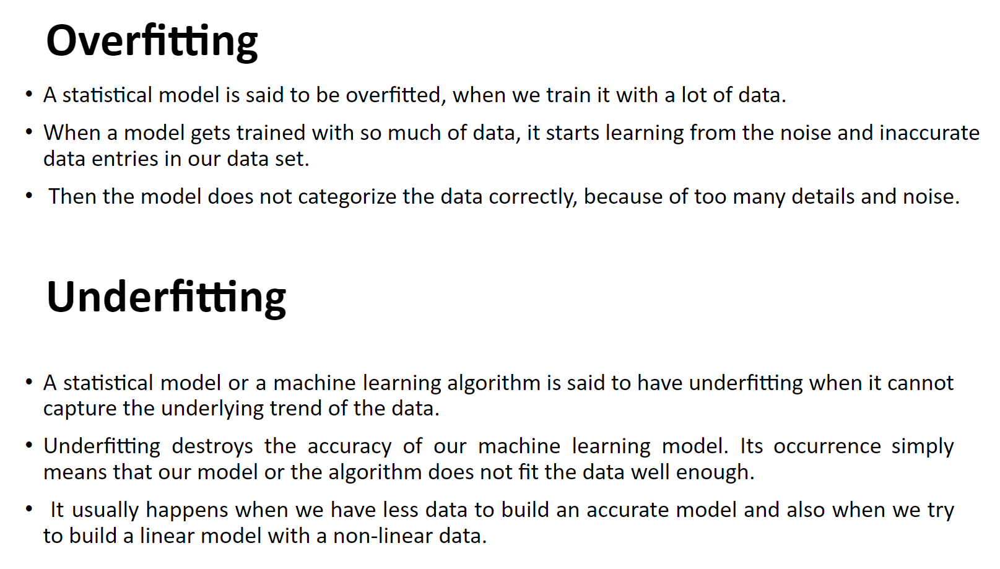 Overfitting
• A statistical model is said to be overfitted, when we train it with a lot of data.
• When a model gets trained with so much of data, it starts learning from the noise and inaccurate
data entries in our data set.
• Then the model does not categorize the data correctly, because of too many details and noise.
Underfitting
• A statistical model or a machine learning algorithm is said to have underfitting when it cannot
capture the underlying trend of the data.
• Underfitting destroys the accuracy of our machine learning model. Its occurrence simply
means that our model or the algorithm does not fit the data well enough.
• It usually happens when we have less data to build an accurate model and also when we try
to build a linear model with a non-linear data.